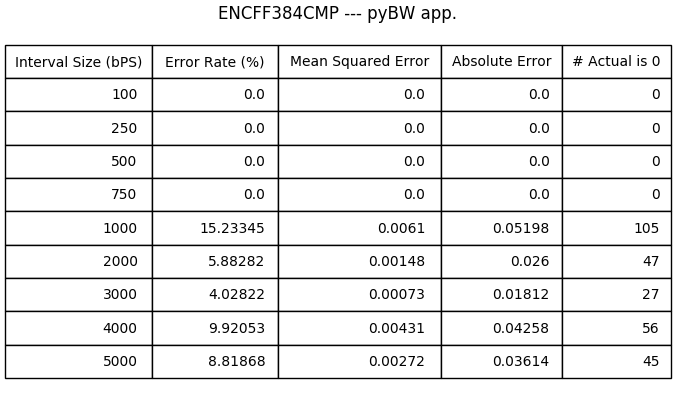 ENCFF384CMP --- pyBW app.
Interval Size (bPS) Error Rate (%) Mean Squared Error Absolute Error # Actual is 0
100 0.0 0.0 0.0 0
250 0.0 0.0 0.0 0
500 0.0 0.0 0.0 0
750 0.0 0.0 0.0 0
1000 15.23345 0.0061 0.05198 105
2000 5.88282 0.00148 0.026 47
3000 4.02822 0.00073 0.01812 27
4000 9.92053 0.00431 0.04258 56
5000 8.81868 0.00272 0.03614 45